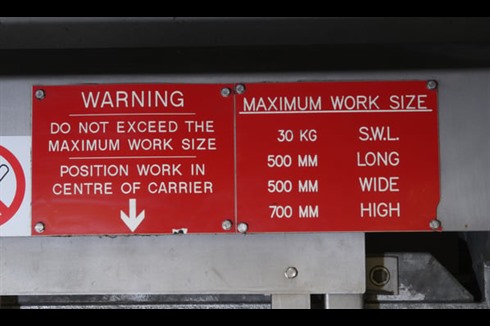 WARNING
DO NOT EXCEED THE
MAXIMUM WORK SIZE
POSITION WORK IN
CENTRE OF CARRIER
MAXIMUM WORK SIZE
30 KG S.W.L.
500 MM LONG
500 MM WIDE
700 MM HIGH